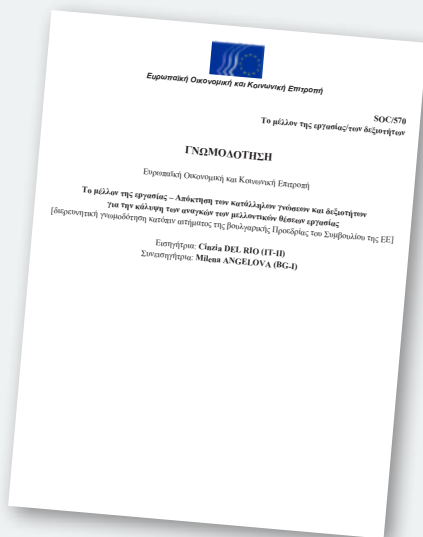 Ευρωπαϊκή Οικονομική και Κοινωνική Επιτροπή
SOC/570
Το μέλλον της εργασίας/των δεξιοτήτων
ΓΝΩΜΟΔΟΤΗΣΗ
Ευρωπαϊκή Οικονομική και Κοινωνική Επιτροπή
Το μέλλον της εργασίας – Απόκτηση των κατάλληλων γνώσεων και δεξιοτήτων
για την κάλυψη των αναγκών των μελλοντικών θέσεων εργασίας
[διερευνητική γνωμοδότηση κατόπιν αιτήματος της βουλγαρικής Προεδρίας του Συμβουλίου της ΕΕ]
Εισηγήτρια: Cinzia DEL RIO (IT-II)
Συνεισηγήτρια: Milena ANGELOVA (BG-I)